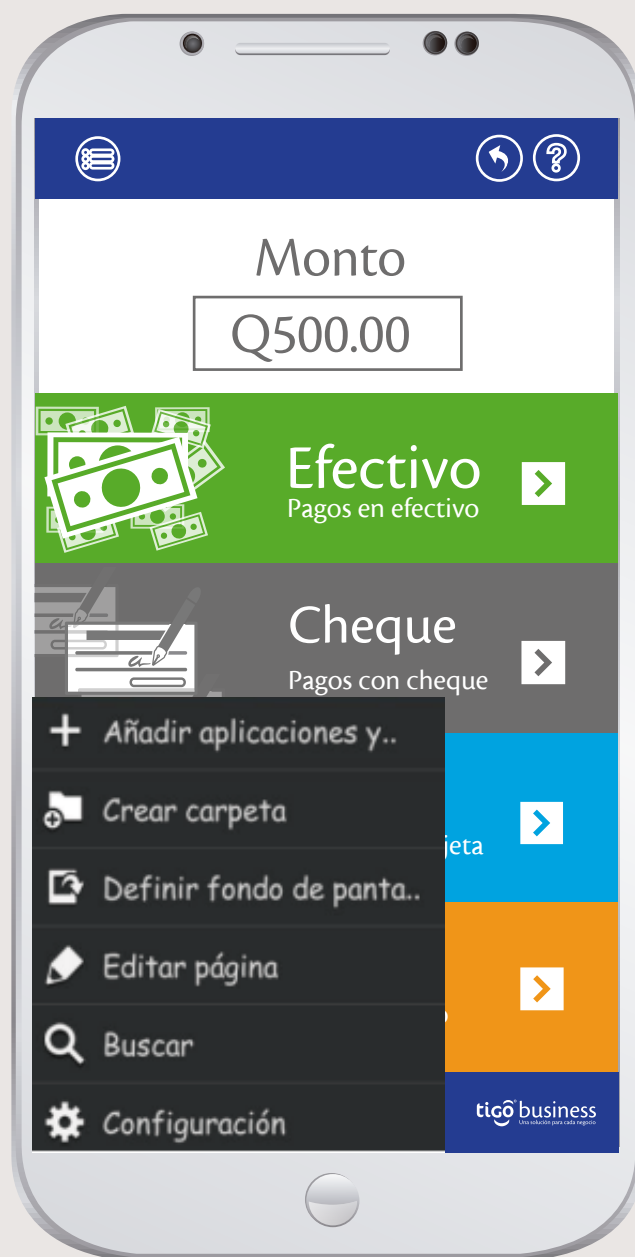 Monto
Q500.00
Efectivo
Pagos en efectivo
Cheque
Pagos con cheque
Añadir aplicaciones y..
Crear carpeta
jeta
Definir fondo de panta..
Editar página
Buscar
Configuración
tigo business
Una solución para cada negocio